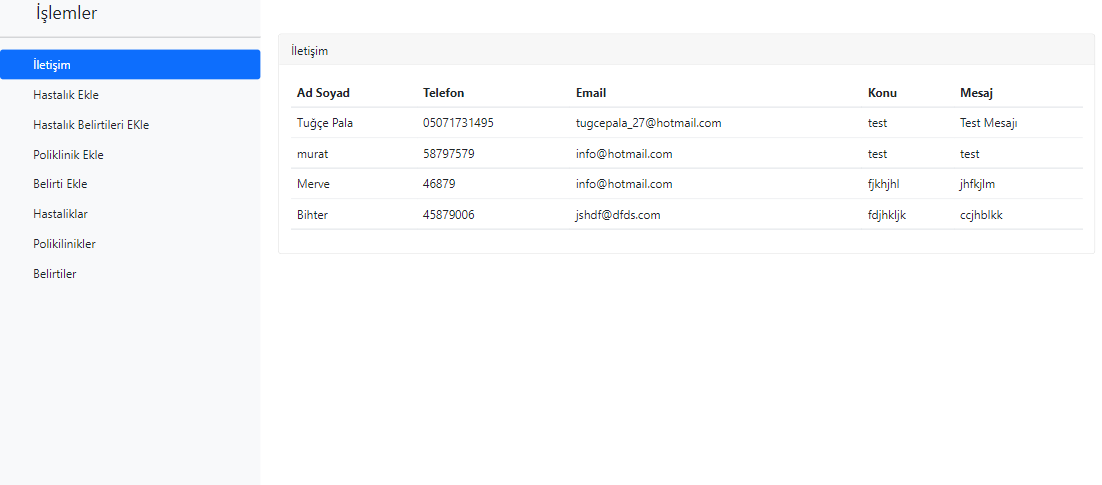 İşlemler
İletişim
Hastalık Ekle
Hastalık Belirtileri EKle
Poliklinik Ekle
Belirti Ekle
Hastaliklar
Polikilinikler
Belirtiler
İletişim
Ad Soyad Telefon Email Konu Mesaj
Tuğçe Pala 05071731495 tugcepala_27@hotmail.com test Test Mesajı
murat 58797579 info@hotmail.com test test
Merve 46879 info@hotmail.com fjkhjhl jhfkjlm
Bihter 45879006 jshdf@dfds.com fdjhkljk ccjhblkk